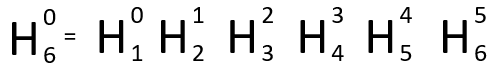 H⁰₆ = H⁰₁ H¹₂ H²₃ H³₄ H⁴₅ H⁵₆